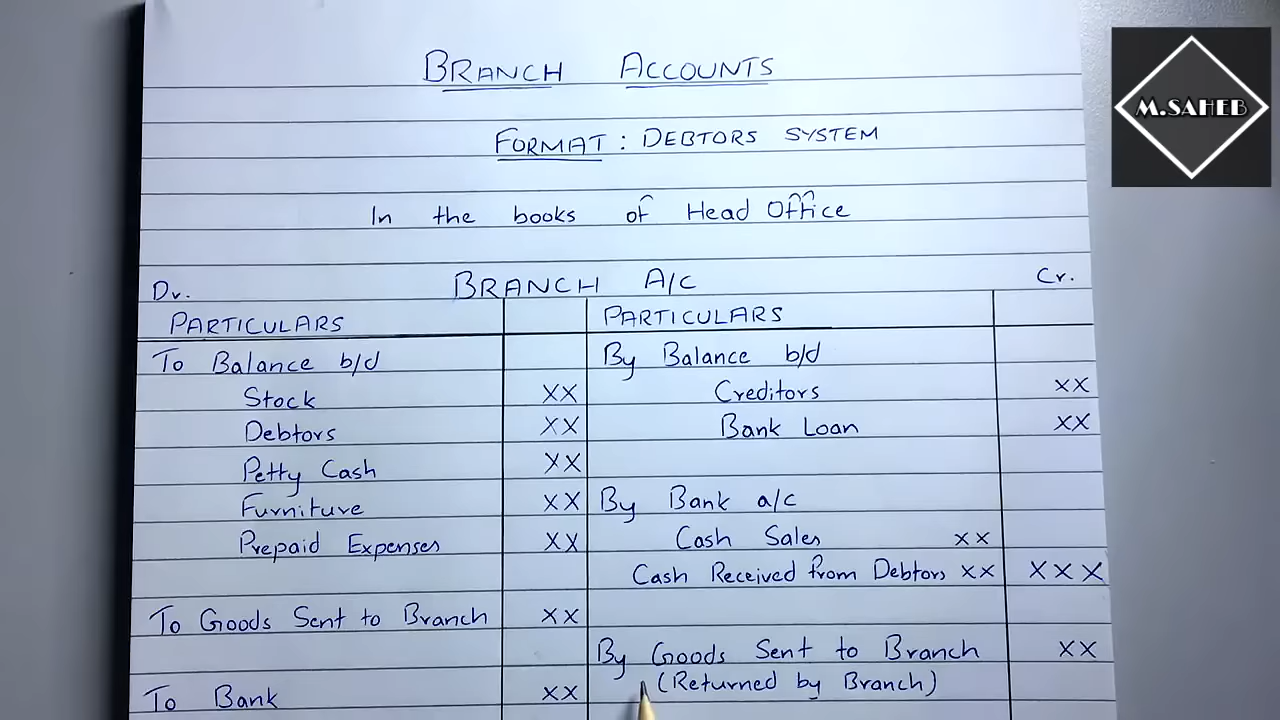 BRANCH ACCOUNTS
M.SAHEB
FORMAT : DEBTORS SYSTEM
In the books of Head Office
Dr. BRANCH A/C Cr.
PARTICULARS PARTICULARS
To Balance b/d By Balance b/d
Stock XX Creditors XX
Debtors XX Bank Loan XX
Petty Cash XX
Furniture XX By Bank a/c
Prepaid Expenses XX Cash Sales XX
Cash Received from Debtors XX XXX
To Goods Sent to Branch XX
By Goods Sent to Branch XX
To Bank XX (Returned by Branch)